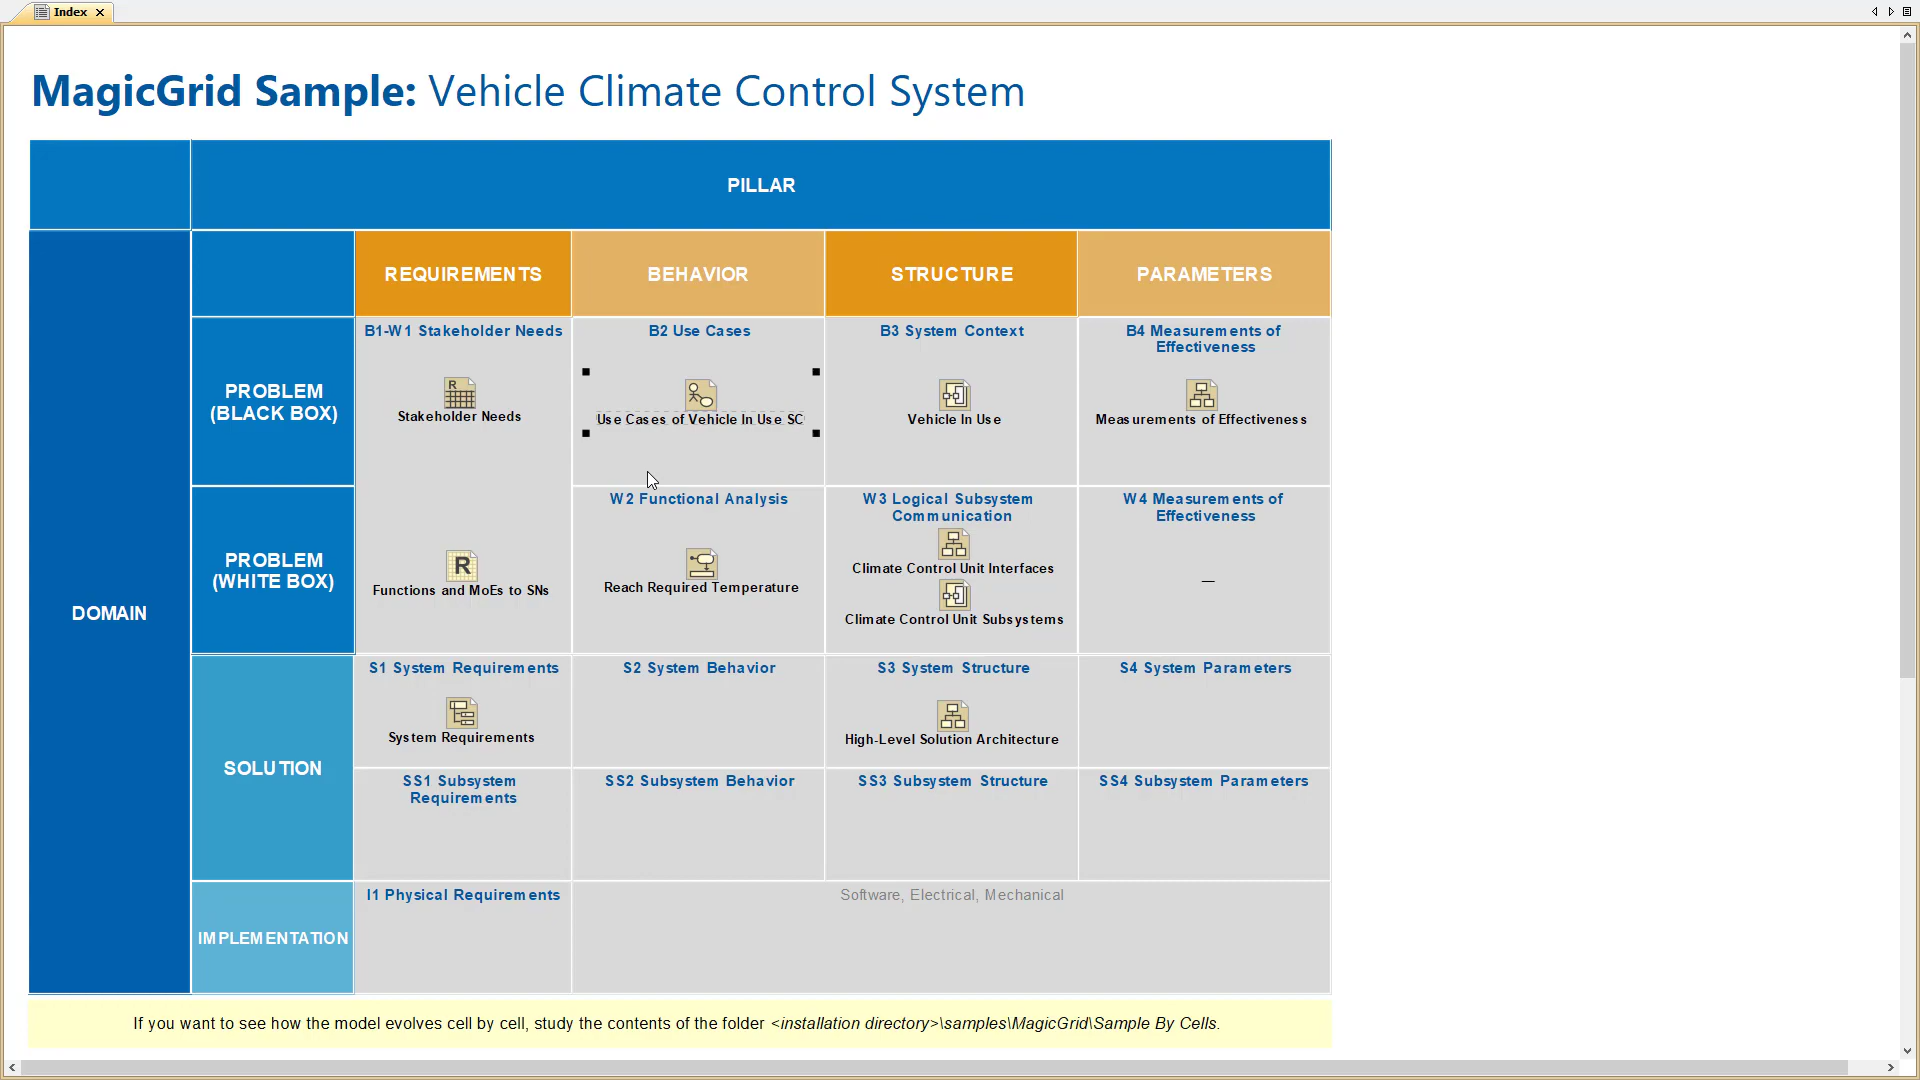 Index
MagicGrid Sample: Vehicle Climate Control System
PILLAR
REQUIREMENTS
BEHAVIOR
STRUCTURE
PARAMETERS
DOMAIN
PROBLEM
(BLACK BOX)
B1-W1 Stakeholder Needs
R
Stakeholder Needs
B2 Use Cases
Use Cases of Vehicle In Use SC
B3 System Context
Vehicle In Use
B4 Measurements of
Effectiveness
Measurements of Effectiveness
PROBLEM
(WHITE BOX)
R
Functions and MoEs to SNs
W2 Functional Analysis
Reach Required Temperature
W3 Logical Subsystem
Communication
Climate Control Unit Interfaces
Climate Control Unit Subsystems
W4 Measurements of
Effectiveness
—
SOLUTION
S1 System Requirements
System Requirements
S2 System Behavior
S3 System Structure
High-Level Solution Architecture
S4 System Parameters
SS1 Subsystem
Requirements
SS2 Subsystem Behavior
SS3 Subsystem Structure
SS4 Subsystem Parameters
IMPLEMENTATION
I1 Physical Requirements
Software, Electrical, Mechanical
If you want to see how the model evolves cell by cell, study the contents of the folder <installation directory>\samples\MagicGrid\Sample By Cells.